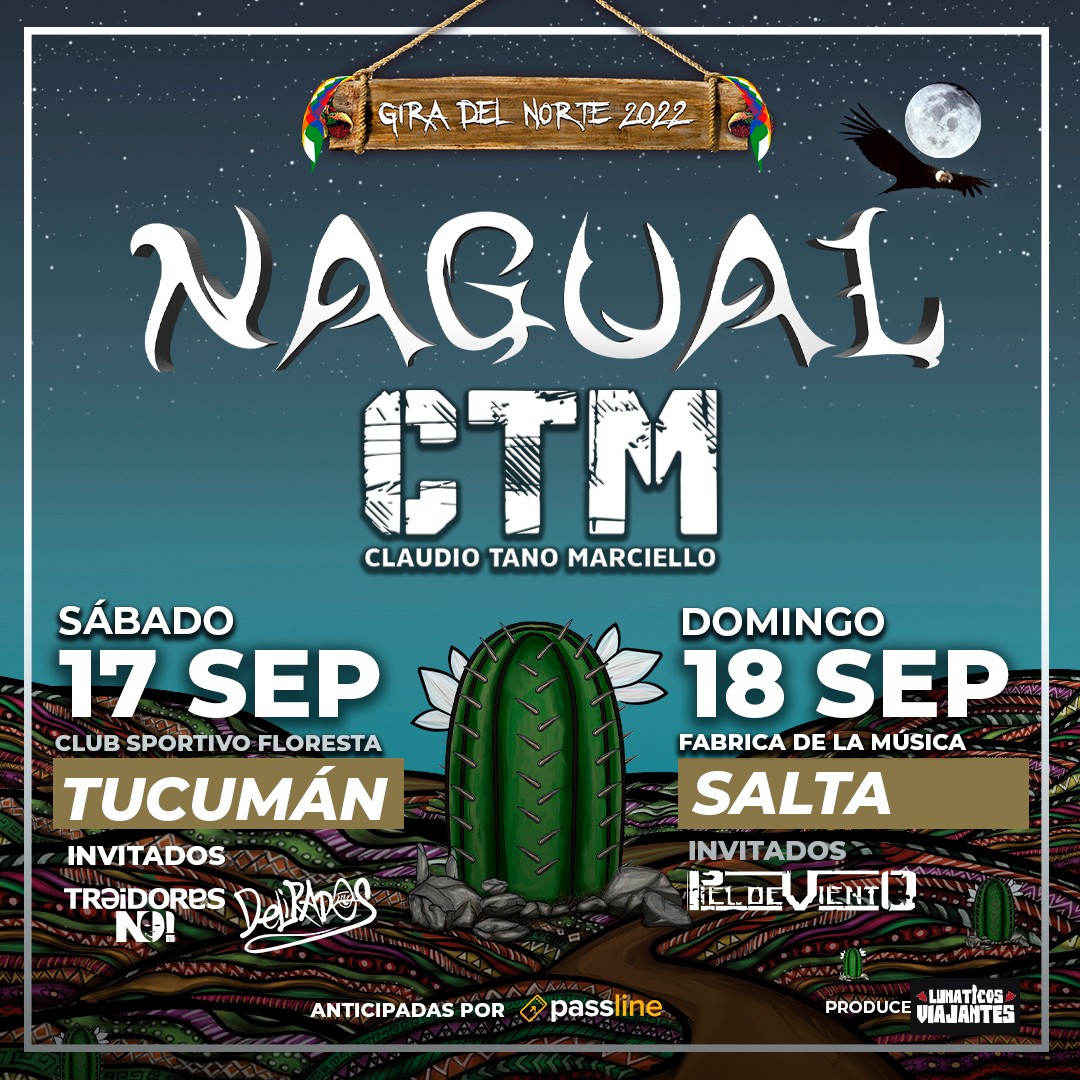 GIRA DEL NORTE 2022
NAGUAL
CTM
CLAUDIO TANO MARCIELLO
SÁBADO
17 SEP
CLUB SPORTIVO FLORESTA
TUCUMÁN
INVITADOS
TRAIDORES
NO!
DELIRADOS
DOMINGO
18 SEP
FABRICA DE LA MÚSICA
SALTA
INVITADOS
PIEL DE VIENTO
ANTICIPADAS POR passline
PRODUCE LUNATICOS
VIAJANTES